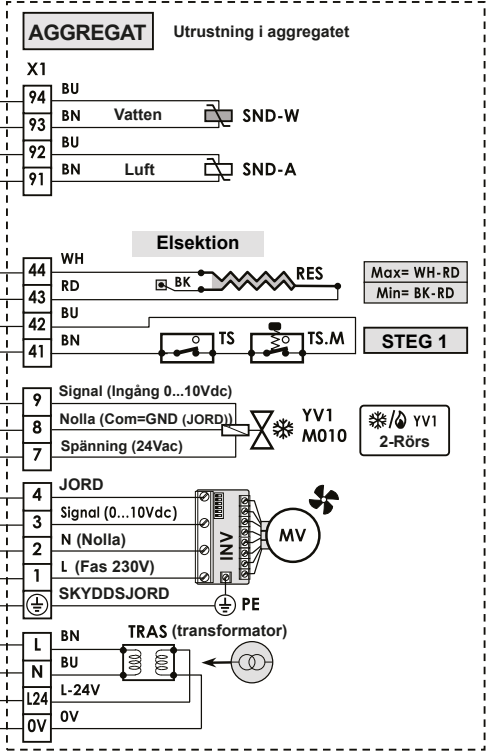 AGGREGAT Utrustning i aggregatet
X1
94 BU
93 BN Vatten SND-W
92 BU
91 BN Luft SND-A
Elsektion
44 WH RES Max= WH-RD
43 RD BK Min= BK-RD
42 BU
41 BN TS TS.M STEG 1
9 Signal (Ingång 0...10Vdc)
8 Nolla (Com=GND (JORD)) YV1 M010
7 Spänning (24Vac)
YV1
2-Rörs
4 JORD
3 Signal (0...10Vdc)
2 N (Nolla) INV MV
1 L (Fas 230V)
SKYDDSJORD PE
L BN TRAS (transformator)
N BU
L24 L-24V
0V 0V